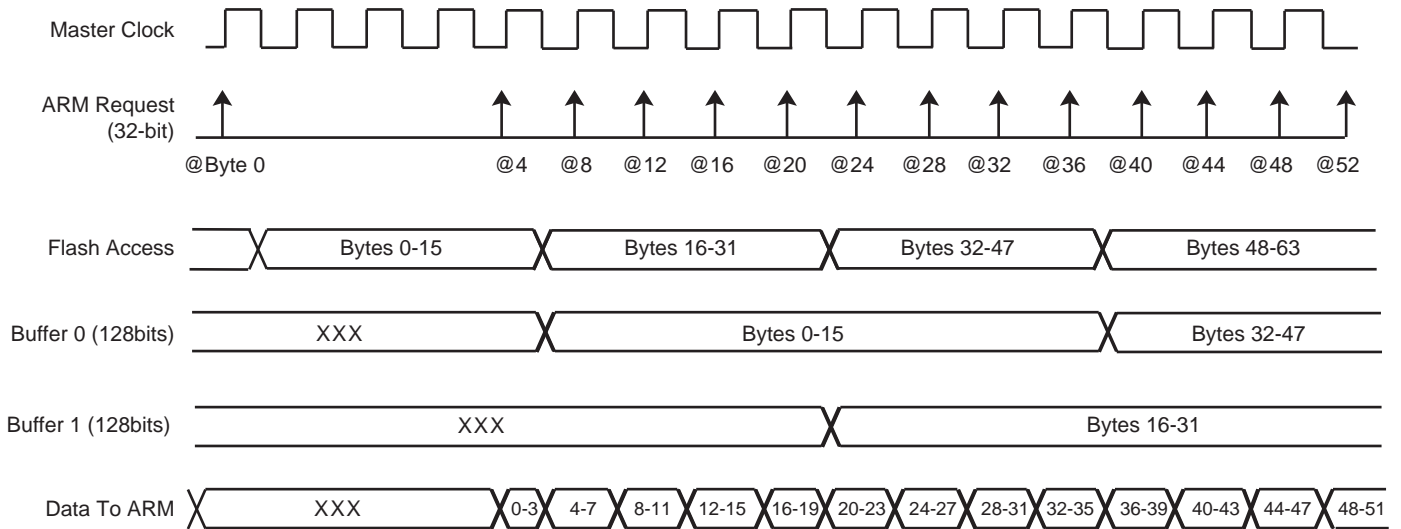 Master Clock
ARM Request
(32-bit)
@Byte 0 @4 @8 @12 @16 @20 @24 @28 @32 @36 @40 @44 @48 @52
Flash Access Bytes 0-15 Bytes 16-31 Bytes 32-47 Bytes 48-63
Buffer 0 (128bits) XXX Bytes 0-15 Bytes 32-47
Buffer 1 (128bits) XXX Bytes 16-31
Data To ARM XXX 0-3 4-7 8-11 12-15 16-19 20-23 24-27 28-31 32-35 36-39 40-43 44-47 48-51